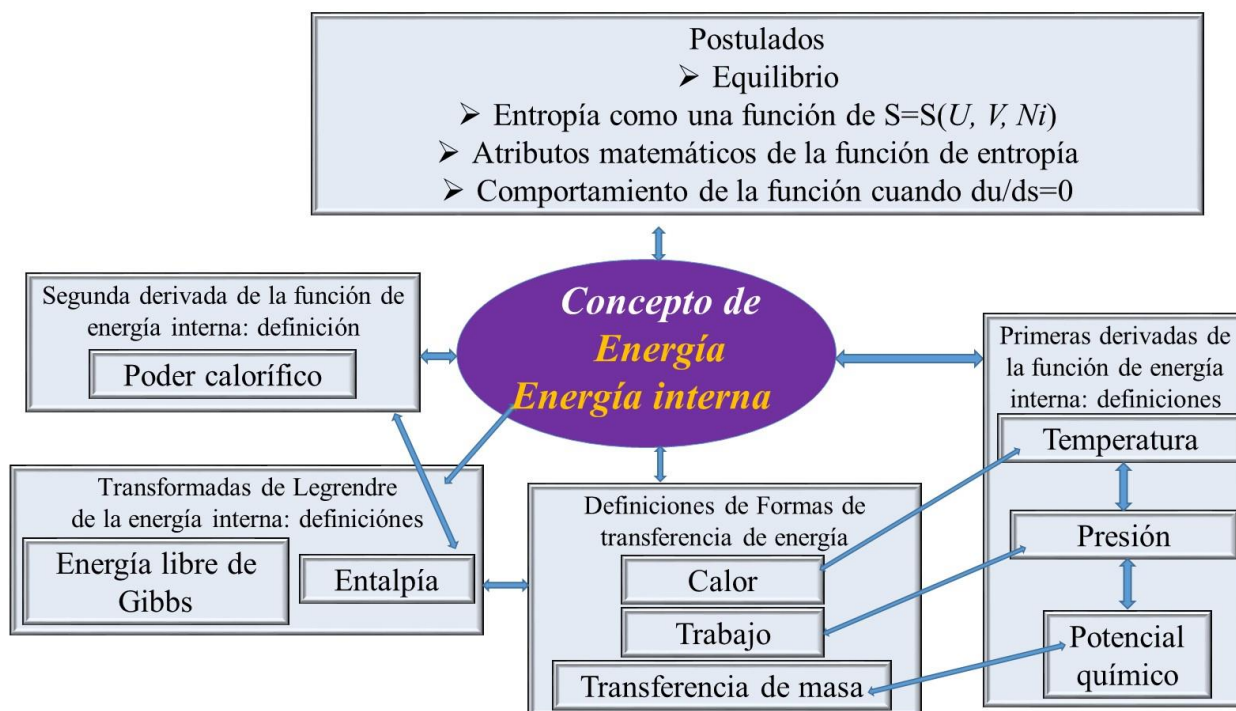 Postulados
➢ Equilibrio
➢ Entropía como una función de S=S(U, V, Ni)
➢ Atributos matemáticos de la función de entropía
➢ Comportamiento de la función cuando du/ds=0
Concepto de
Energía
Energía interna
Segunda derivada de la función de
energía interna: definición
Poder calorífico
Primeras derivadas de
la función de energía
interna: definiciones
Temperatura
Presión
Potencial
químico
Transformadas de Legrendre
de la energía interna: definiciónes
Energía libre de
Gibbs
Entalpía
Definiciones de Formas de
transferencia de energía
Calor
Trabajo
Transferencia de masa